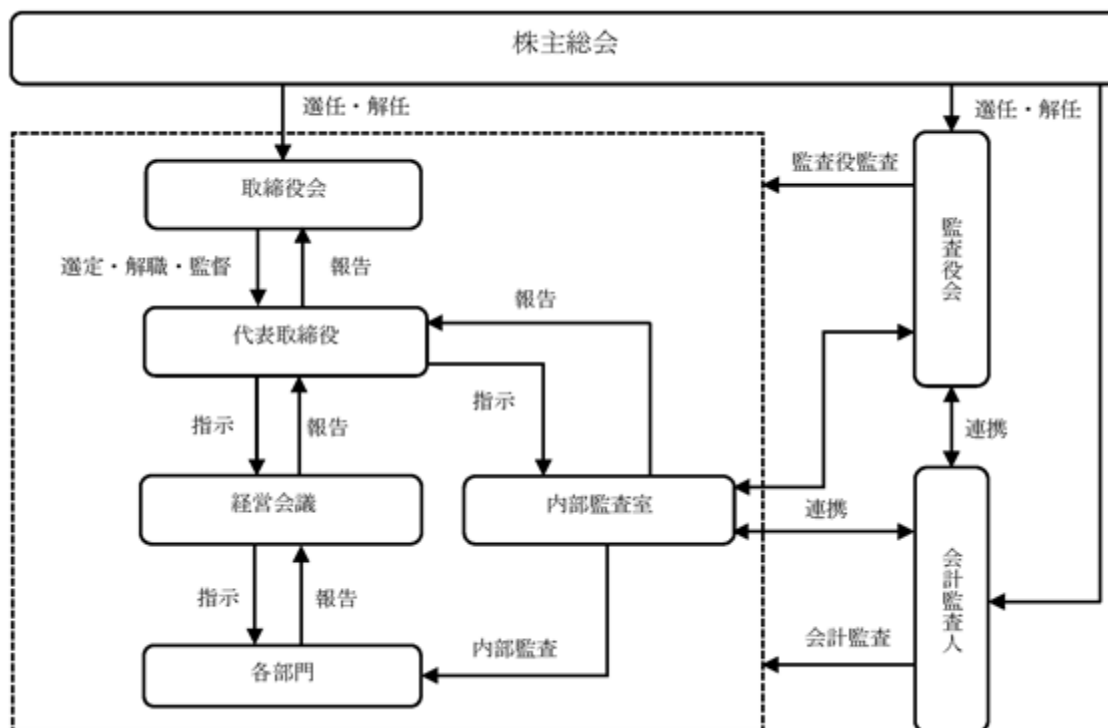 株主総会
選任・解任
選任・解任
取締役会
監査役監査
監査役会
選定・解職・監督
報告
報告
代表取締役
指示
指示
報告
連携
経営会議
内部監査室
連携
会計監査人
指示
報告
内部監査
会計監査
各部門